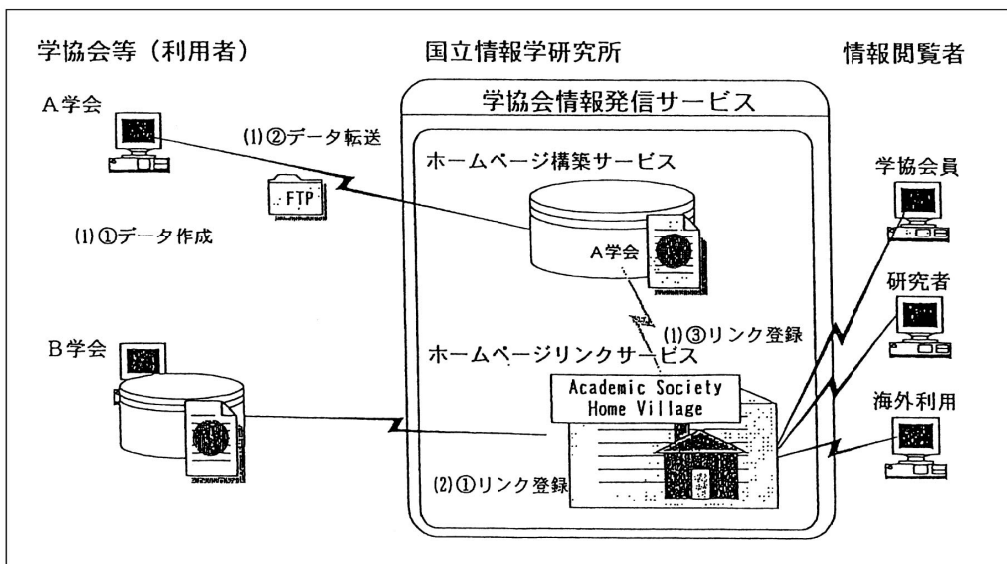 学協会等（利用者）
国立情報学研究所
情報閲覧者
学協会情報発信サービス
A学会
(1)②データ転送
ホームページ構築サービス
学協会員
FTP
(1)①データ作成
A学会
研究者
(1)③リンク登録
B学会
ホームページリンクサービス
Academic Society
Home Village
海外利用
(2)①リンク登録